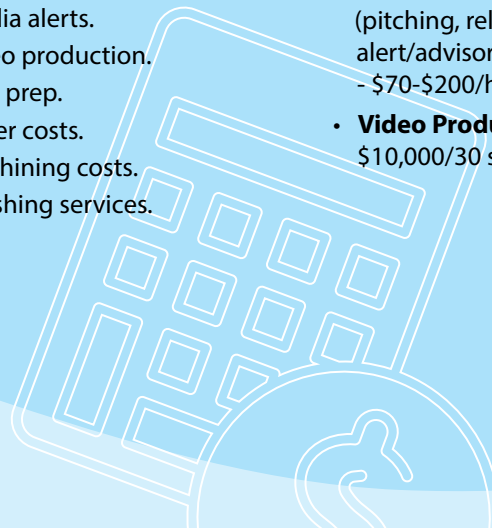 lia alerts.
eo production.
prep.
er costs.
hining costs.
shing services.
(pitching, rel
alert/advisor
- $70-$200/h
• Video Produ
$10,000/30 s
$